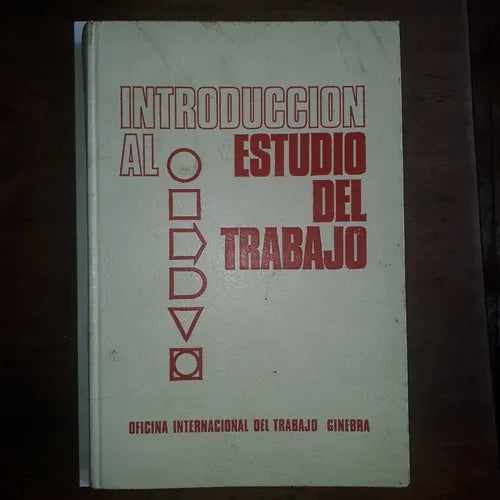 INTRODUCCION
AL ESTUDIO
DEL
TRABAJO
OFICINA INTERNACIONAL DEL TRABAJO GINEBRA